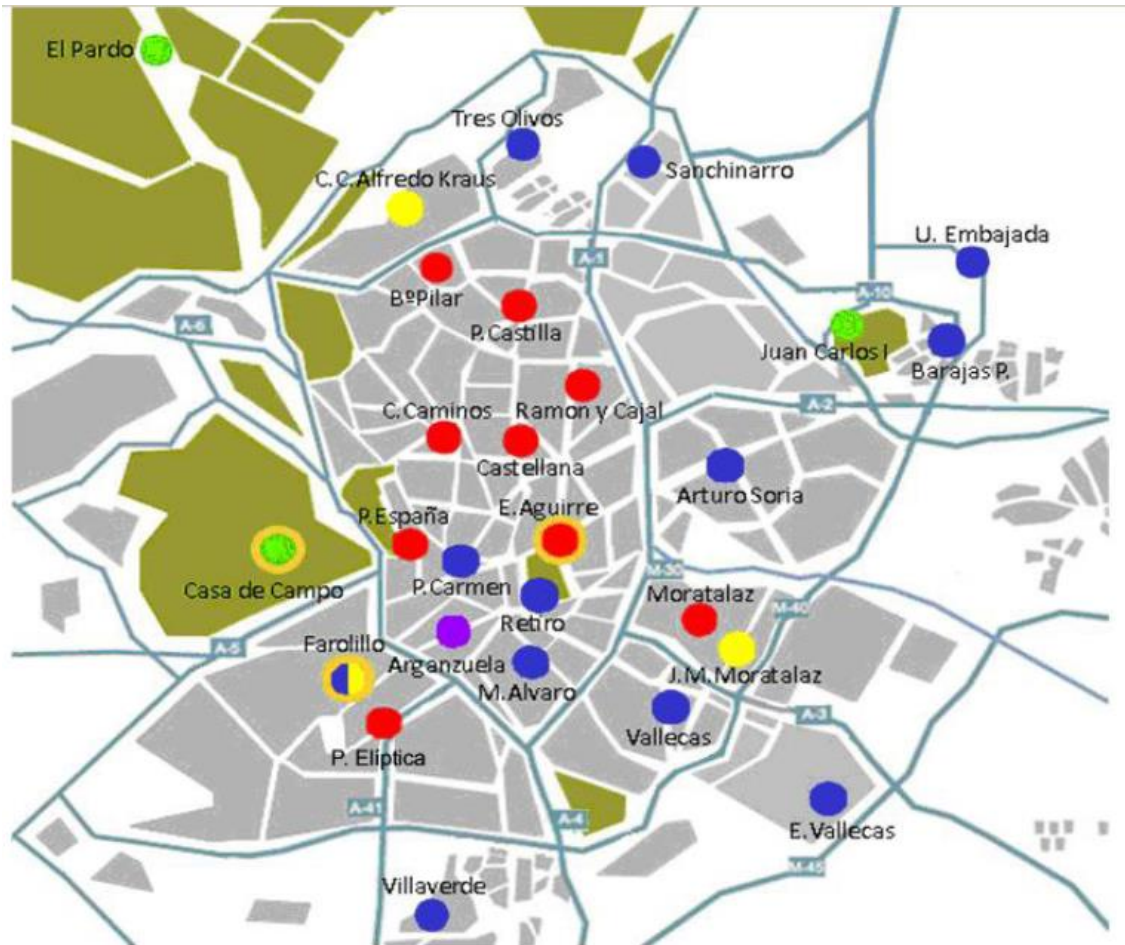 El Pardo
Tres Olivos
Sanchinarro
C.C.Alfredo Kraus
U. Embajada
A-1
BºPilar
A-10
A-6
P.Castilla
Juan Carlos I
Barajas P.
C.Caminos
Ramon y Cajal
A-2
Castellana
Arturo Soria
E.Aguirre
P.España
M-30
Casa de Campo
P.Carmen
Moratalaz
M-40
Retiro
A-5
Farolillo
Arganzuela
J.M.Moratalaz
M.Alvaro
A-3
Vallecas
P. Eliptica
A-41
A-4
E.Vallecas
M-45
Villaverde